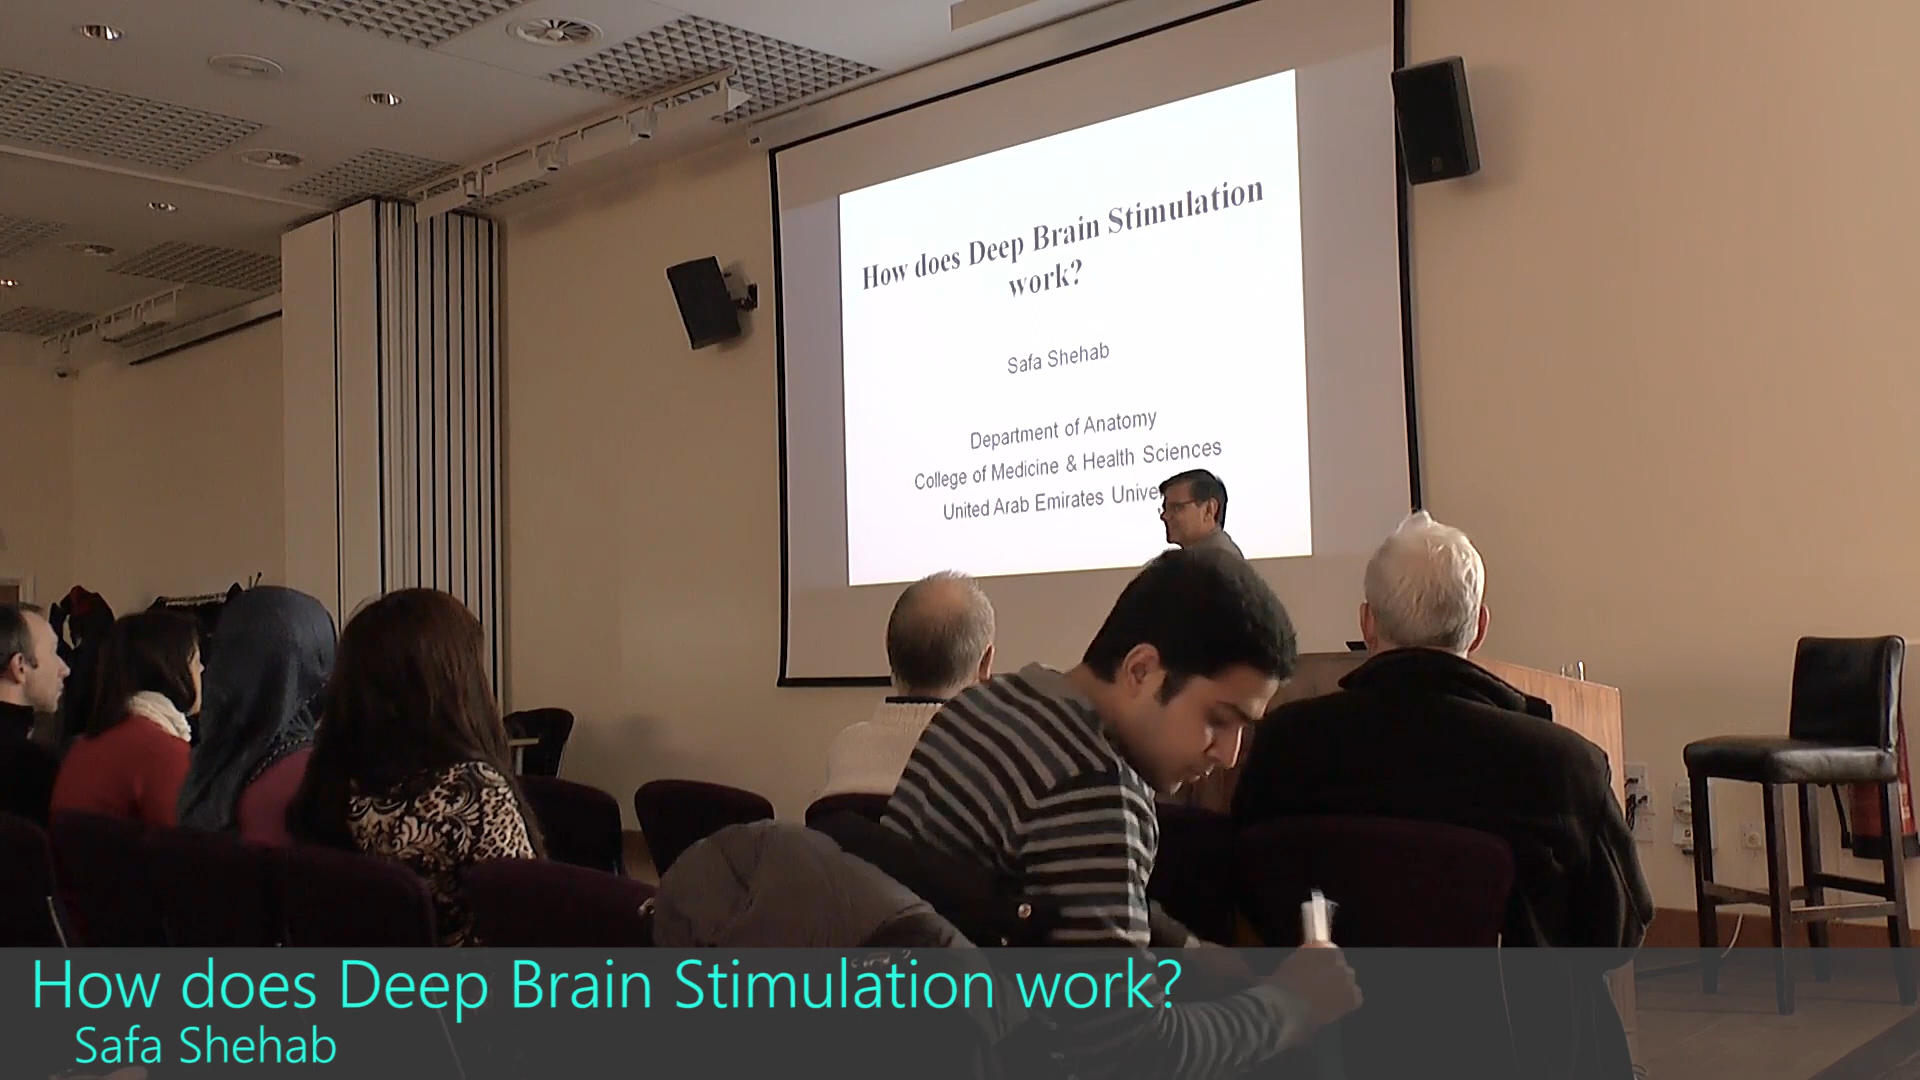 How does Deep Brain Stimulation
work?
Safa Shehab
Department of Anatomy
College of Medicine & Health Sciences
United Arab Emirates
How does Deep Brain Stimulation work?
Safa Shehab